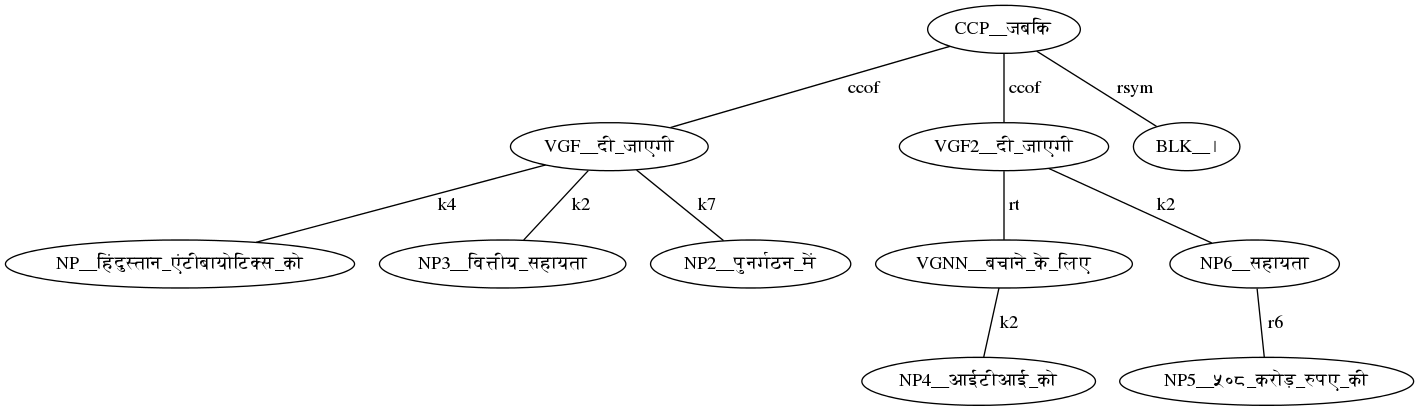 CCP__जबकि
ccof ccof rsym
VGF__दी_जाएगी VGF2__दी_जाएगी BLK__।
k4 k2 k7 rt k2
NP__हिंदुस्तान_एंटीबायोटिक्स_को NP3__वित्तीय_सहायता NP2__पुनर्गठन_में VGNN__बचाने_के_लिए NP6__सहायता
k2 r6
NP4__आईटीआई_को NP5__५०८_करोड़_रुपए_की